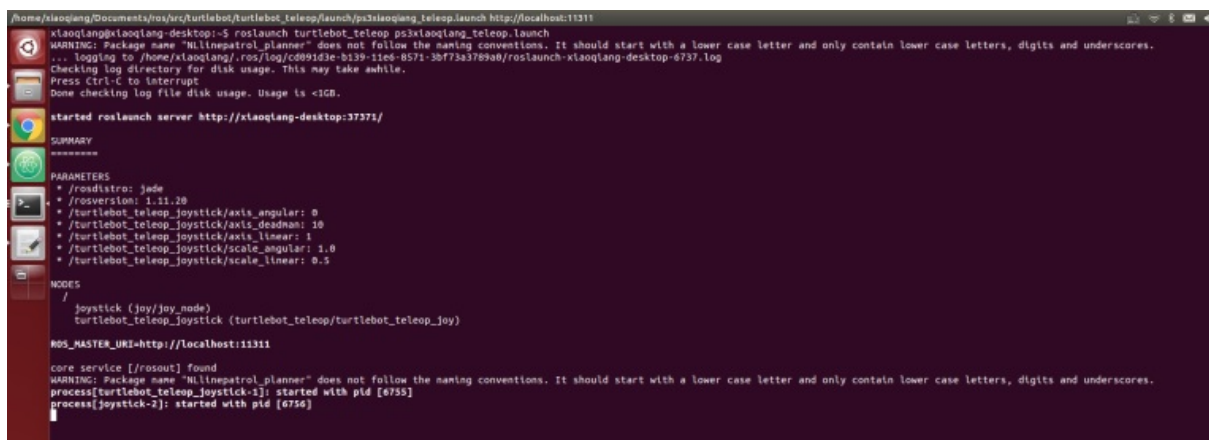 /home/xiaoqiang/Documents/ros/src/turtlebot/turtlebot_teleop/launch/ps3xiaoqiang_teleop.launch http://localhost:11311
xiaoqiang@xiaoqiang-desktop:~$ roslaunch turtlebot_teleop ps3xiaoqiang_teleop.launch
WARNING: Package name "NLlinepatrol_planner" does not follow the naming conventions. It should start with a lower case letter and only contain lower case letters, digits and underscores.
... logging to /home/xiaoqiang/.ros/log/cd091d3e-b139-11e6-8571-3bf73a3789a0/roslaunch-xiaoqiang-desktop-6737.log
Checking log directory for disk usage. This may take awhile.
Press Ctrl-C to interrupt
Done checking log file disk usage. Usage is <1GB.
started roslaunch server http://xiaoqiang-desktop:37371/
SUMMARY
========
PARAMETERS
* /rosdistro: jade
* /rosversion: 1.11.20
* /turtlebot_teleop_joystick/axis_angular: 0
* /turtlebot_teleop_joystick/axis_deadman: 10
* /turtlebot_teleop_joystick/axis_linear: 1
* /turtlebot_teleop_joystick/scale_angular: 1.0
* /turtlebot_teleop_joystick/scale_linear: 0.5
NODES
/
joystick (joy/joy_node)
turtlebot_teleop_joystick (turtlebot_teleop/turtlebot_teleop_joy)
ROS_MASTER_URI=http://localhost:11311
core service [/rosout] found
WARNING: Package name "NLlinepatrol_planner" does not follow the naming conventions. It should start with a lower case letter and only contain lower case letters, digits and underscores.
process[turtlebot_teleop_joystick-1]: started with pid [6755]
process[joystick-2]: started with pid [6756]